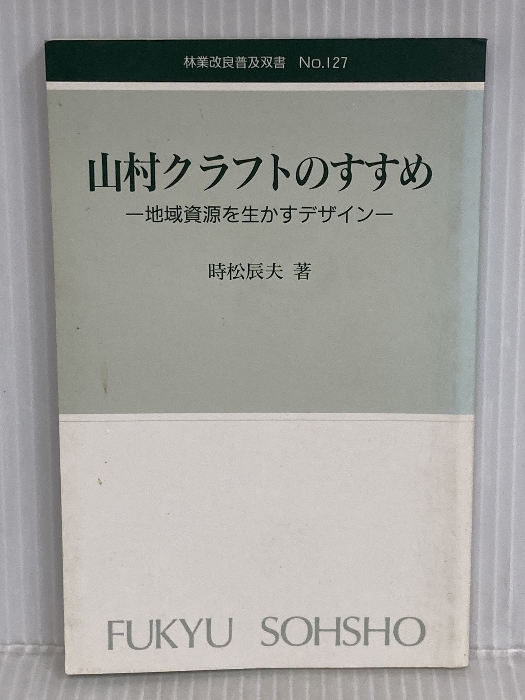 林業改良普及双書 No.127
山村クラフトのすすめ
―地域資源を生かすデザイン―
時松辰夫 著
FUKYU SOHSHO